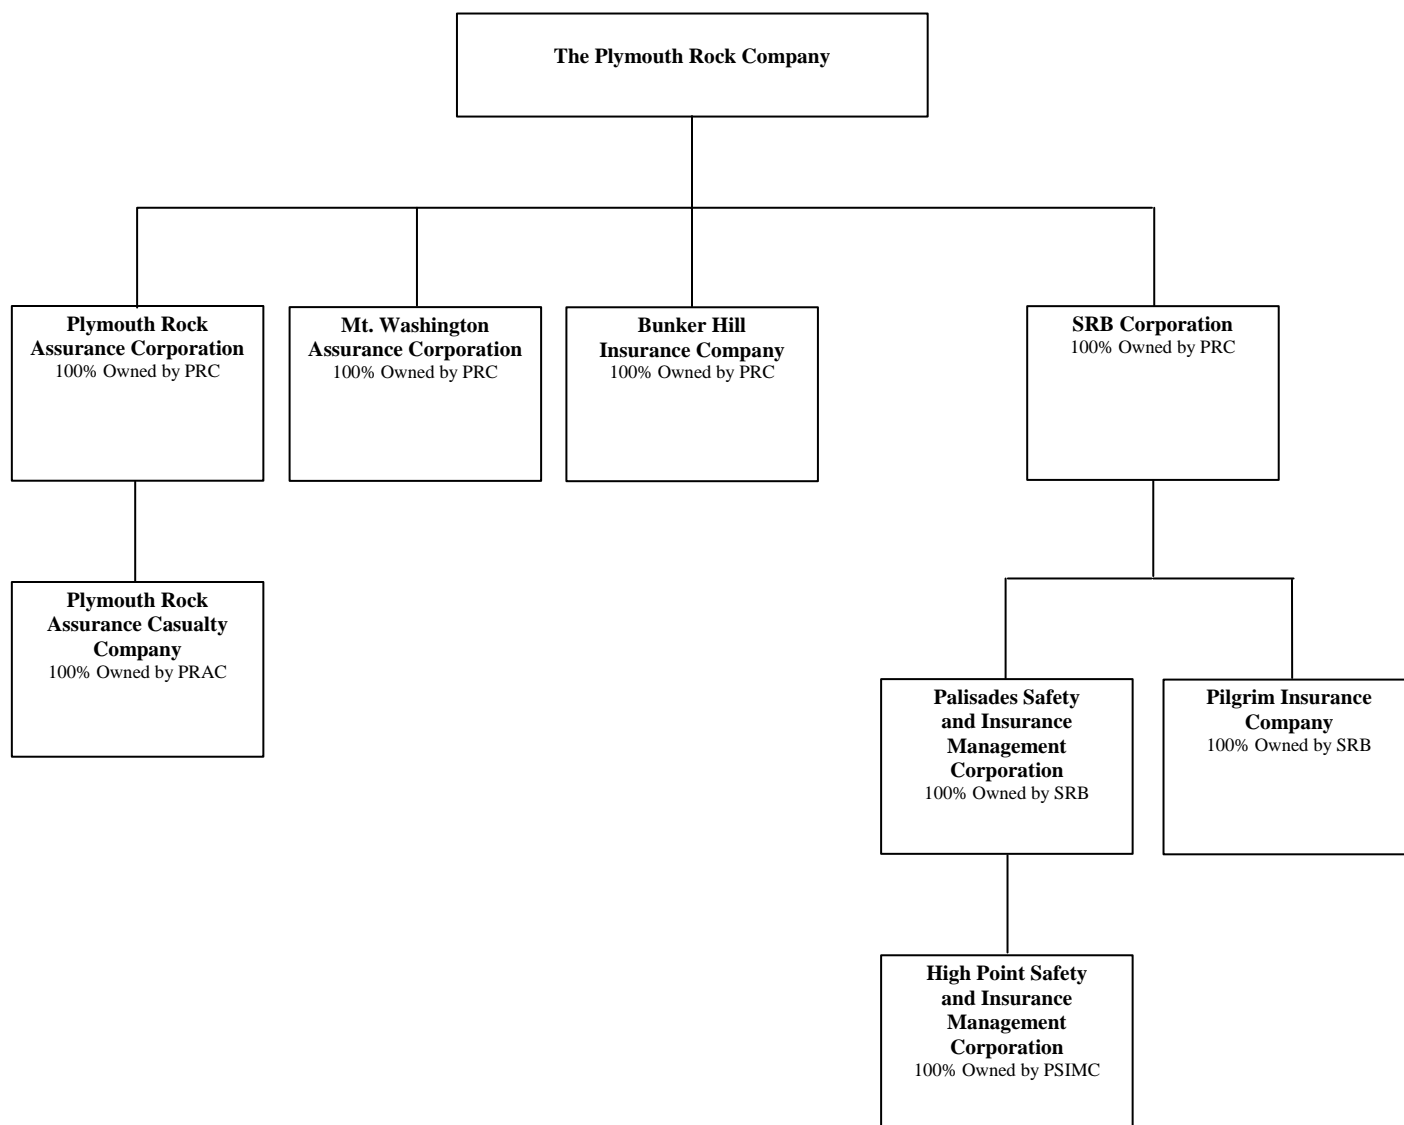 The Plymouth Rock Company
Plymouth Rock
Assurance Corporation
100% Owned by PRC
Mt. Washington
Assurance Corporation
100% Owned by PRC
Bunker Hill
Insurance Company
100% Owned by PRC
SRB Corporation
100% Owned by PRC
Plymouth Rock
Assurance Casualty
Company
100% Owned by PRAC
Palisades Safety
and Insurance
Management
Corporation
100% Owned by SRB
Pilgrim Insurance
Company
100% Owned by SRB
High Point Safety
and Insurance
Management
Corporation
100% Owned by PSIMC